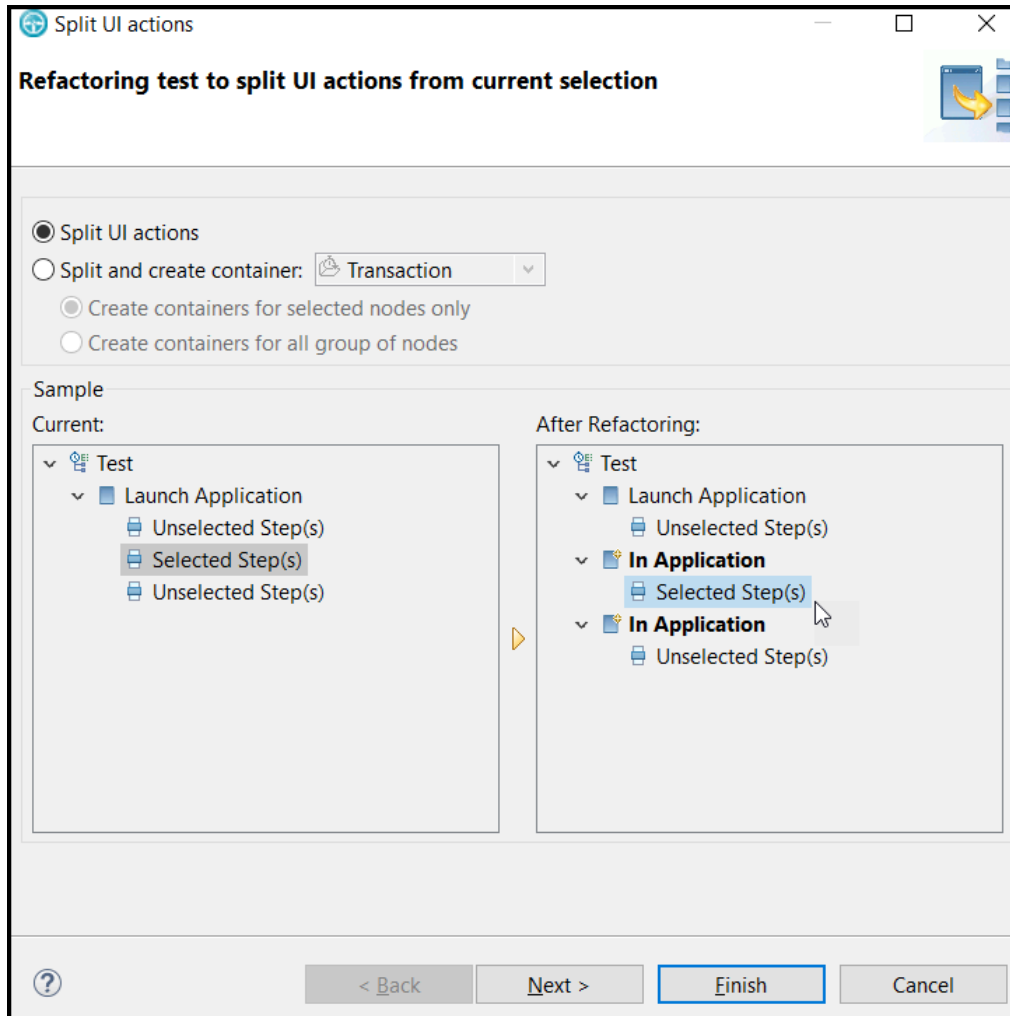 Split UI actions
Refactoring test to split UI actions from current selection
Split UI actions
Split and create container: Transaction
Create containers for selected nodes only
Create containers for all group of nodes
Sample
Current:
Test
Launch Application
Unselected Step(s)
Selected Step(s)
Unselected Step(s)
After Refactoring:
Test
Launch Application
Unselected Step(s)
In Application
Selected Step(s)
In Application
Unselected Step(s)
? < Back Next > Finish Cancel